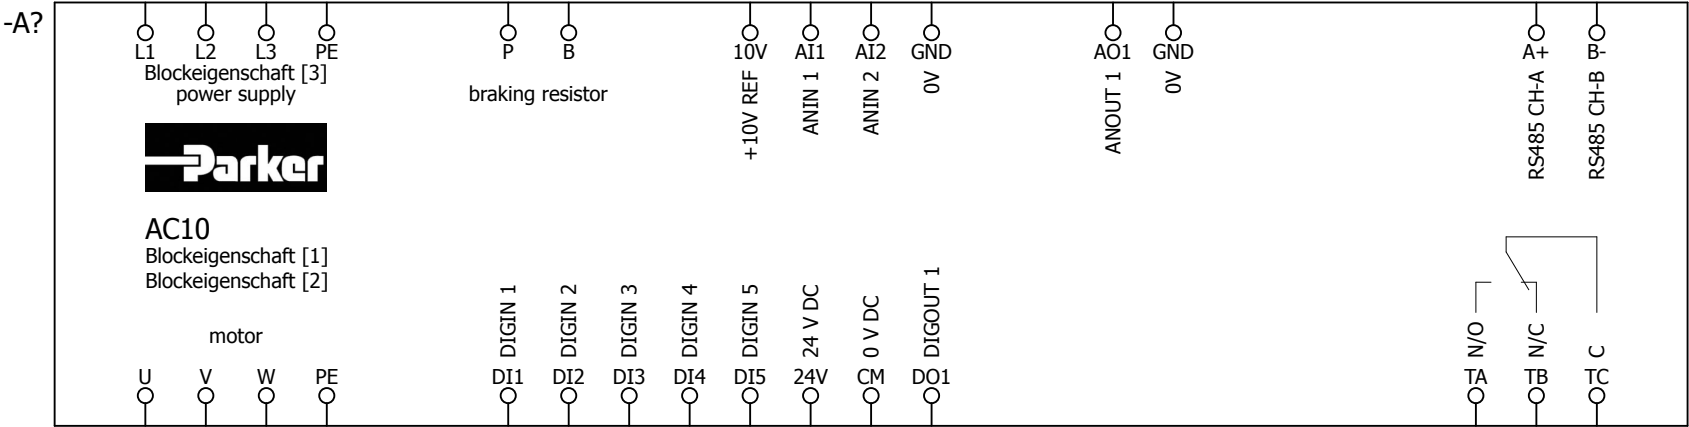 -A?
L1 L2 L3 PE P B 10V AI1 AI2 GND AO1 GND A+ B-
Blockeigenschaft [3]
power supply
braking resistor
+10V REF
ANIN 1
ANIN 2
0V
ANOUT 1
0V
RS485 CH-A
RS485 CH-B
Parker
AC10
Blockeigenschaft [1]
Blockeigenschaft [2]
motor
DIGIN 1
DIGIN 2
DIGIN 3
DIGIN 4
DIGIN 5
24 V DC
0 V DC
DIGOUT 1
N/O
N/C
C
U V W PE DI1 DI2 DI3 DI4 DI5 24V CM DO1 TA TB TC